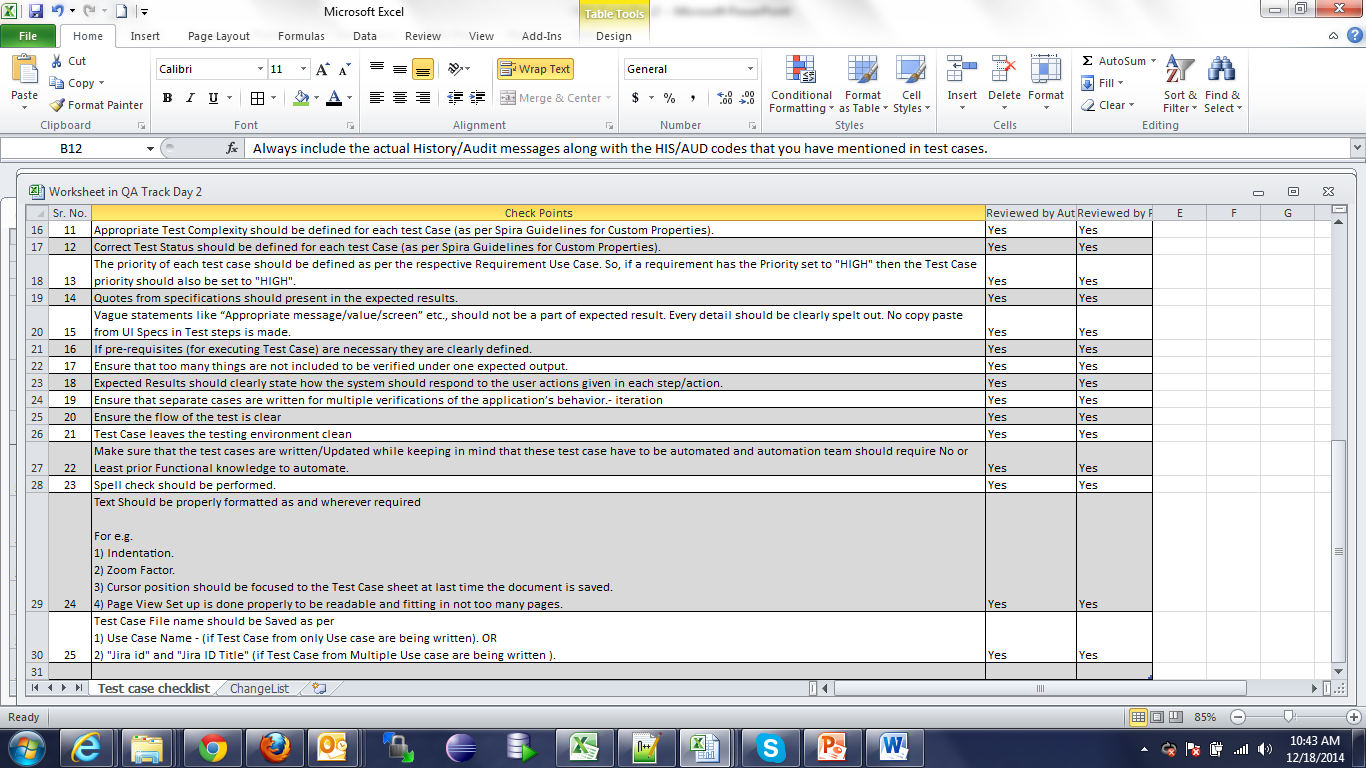 Microsoft Excel
Table Tools
File Home Insert Page Layout Formulas Data Review View Add-Ins Design
Paste
Cut
Copy
Format Painter
Clipboard
Calibri 11
B I U
Font
Wrap Text
Merge & Center
Alignment
General
$ % ,
Number
Conditional Formatting
Format as Table
Cell Styles
Styles
Insert Delete Format
Cells
AutoSum
Fill
Clear
Sort & Filter
Find & Select
Editing
B12 fx Always include the actual History/Audit messages along with the HIS/AUD codes that you have mentioned in test cases.
Worksheet in QA Track Day 2
Sr. No. Check Points Reviewed by Aut Reviewed by E F G
16 11 Appropriate Test Complexity should be defined for each test Case (as per Spira Guidelines for Custom Properties). Yes Yes
17 12 Correct Test Status should be defined for each test Case (as per Spira Guidelines for Custom Properties). Yes Yes
The priority of each test case should be defined as per the respective Requirement Use Case. So, if a requirement has the Priority set to "HIGH" then the Test Case
18 13 priority should also be set to "HIGH". Yes Yes
19 14 Quotes from specifications should present in the expected results. Yes Yes
Vague statements like “Appropriate message/value/screen” etc., should not be a part of expected result. Every detail should be clearly spelt out. No copy paste
20 15 from UI Specs in Test steps is made. Yes Yes
21 16 If pre-requisites (for executing Test Case) are necessary they are clearly defined. Yes Yes
22 17 Ensure that too many things are not included to be verified under one expected output. Yes Yes
23 18 Expected Results should clearly state how the system should respond to the user actions given in each step/action. Yes Yes
24 19 Ensure that separate cases are written for multiple verifications of the application’s behavior.- iteration Yes Yes
25 20 Ensure the flow of the test is clear Yes Yes
26 21 Test Case leaves the testing environment clean Yes Yes
Make sure that the test cases are written/Updated while keeping in mind that these test case have to be automated and automation team should require No or
27 22 Least prior Functional knowledge to automate. Yes Yes
28 23 Spell check should be performed. Yes Yes
Text Should be properly formatted as and wherever required
For e.g.
1) Indentation.
2) Zoom Factor.
3) Cursor position should be focused to the Test Case sheet at last time the document is saved.
29 24 4) Page View Set up is done properly to be readable and fitting in not too many pages. Yes Yes
Test Case File name should be Saved as per
1) Use Case Name - (if Test Case from only Use case are being written). OR
30 25 2) "Jira id" and "Jira ID Title" (if Test Case from Multiple Use case are being written ). Yes Yes
31
Test case checklist ChangeList
Ready 85%
10:43 AM
12/18/2014